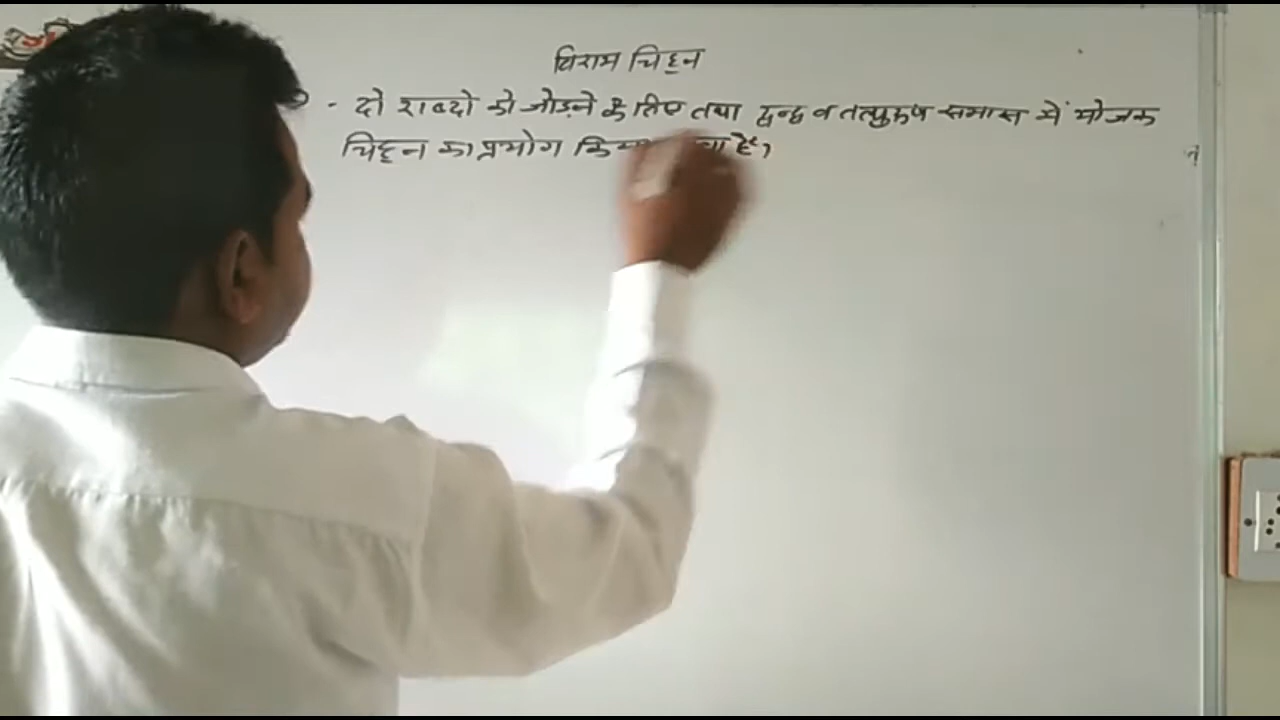 विराम चिह्न
- दो शब्दो को जोड़ने के लिए तथा द्वन्द्व व तत्पुरुष समास में योजक
चिह्न का प्रयोग है,